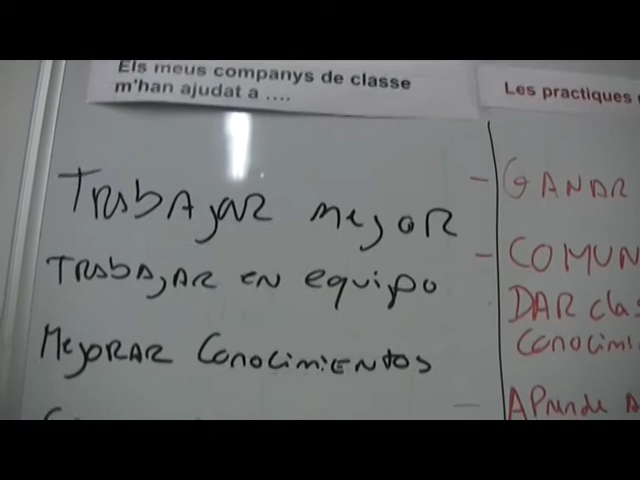 Els meus companys de classe
m'han ajudat a ....
Trabajar mejor
Trabajar en equipo
Mejorar Conocimientos
Les practiques
- GANAR
- COMUN
DAR clas
Conocimi
- APrende A